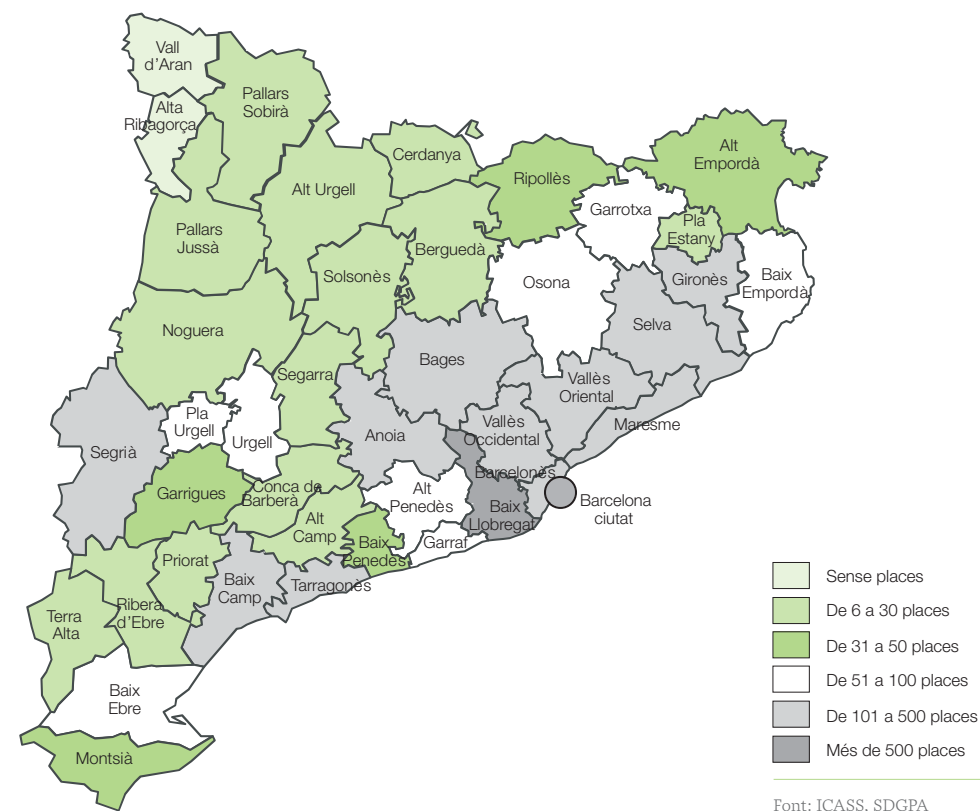 Vall
d'Aran
Alta
Ribagorça
Pallars
Sobirà
Cerdanya
Alt Urgell
Ripollès
Alt
Empordà
Garrotxa
Pla
Estany
Pallars
Jussà
Berguedà
Solsonès
Osona
Gironès
Baix
Empordà
Noguera
Selva
Bages
Segarra
Vallès
Oriental
Pla
Urgell
Urgell
Maresme
Segrià
Anoia
Vallès
Occidental
Barcelonès
Garrigues
Conca de
Barberà
Alt
Penedès
Baix
Llobregat
Barcelona
ciutat
Alt
Camp
Garraf
Baix
Penedès
Priorat
Baix
Camp
Tarragonès
Ribera
d'Ebre
Terra
Alta
Baix
Ebre
Montsià
Sense places
De 6 a 30 places
De 31 a 50 places
De 51 a 100 places
De 101 a 500 places
Més de 500 places
Font: ICASS, SDGPA